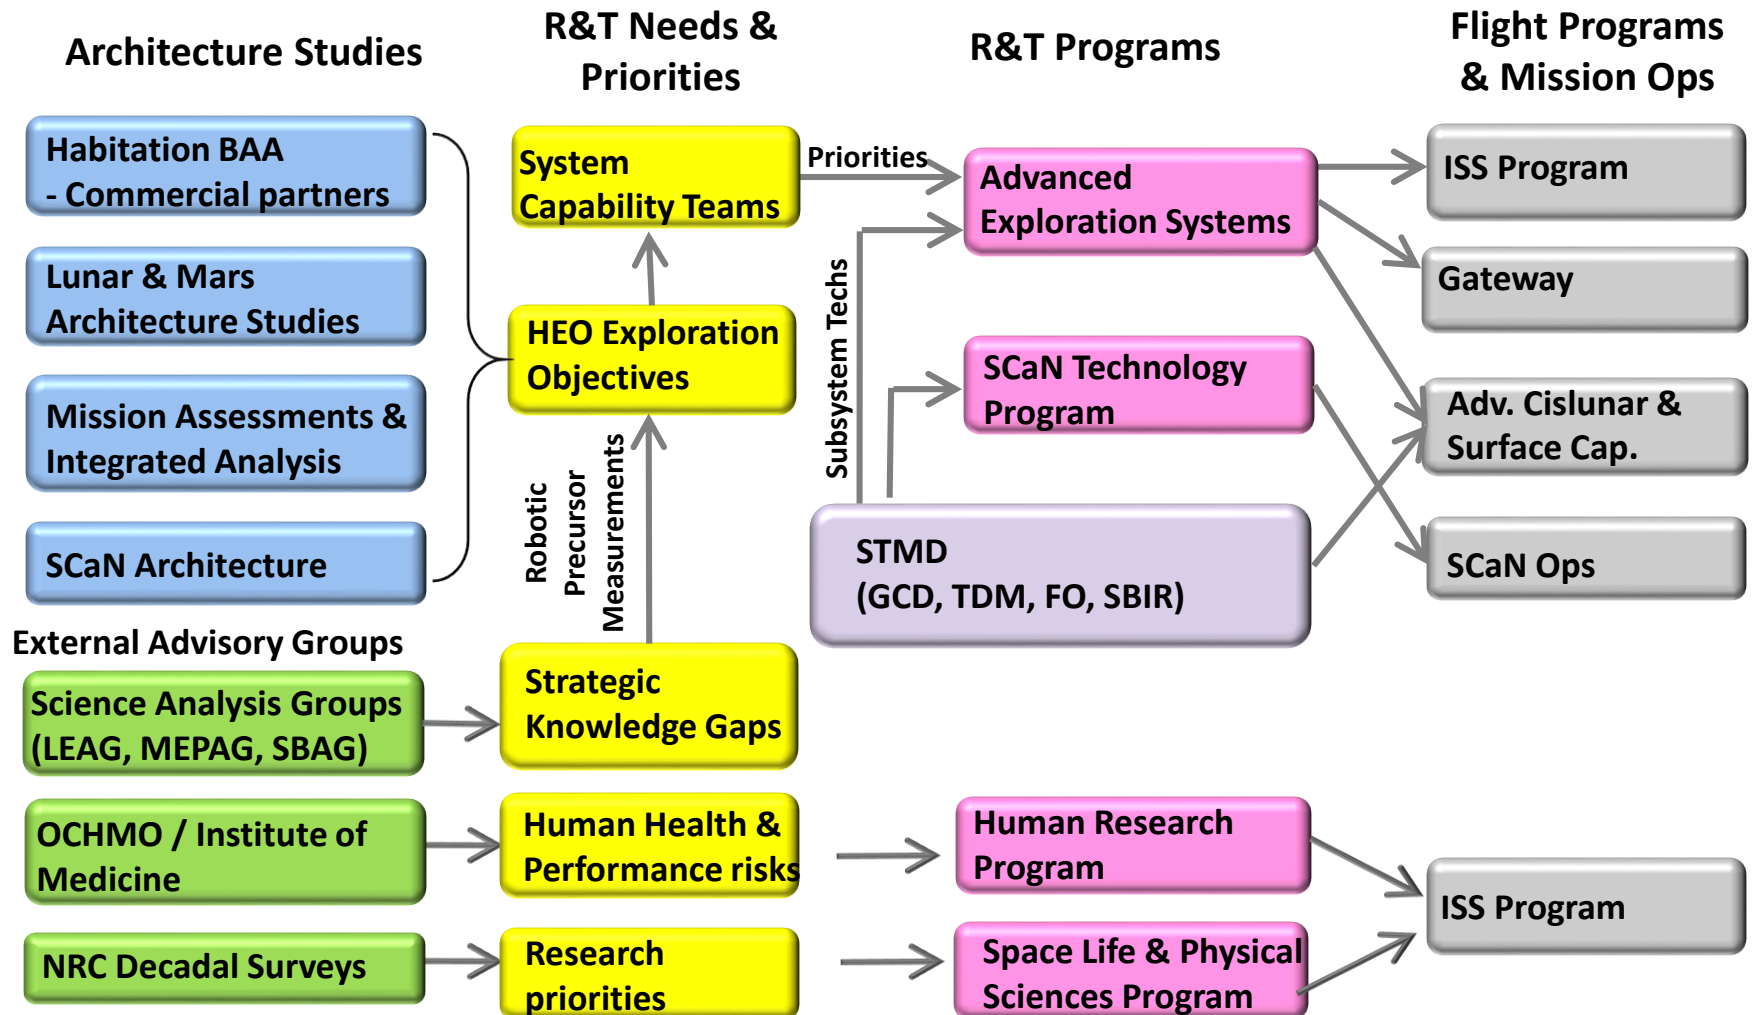 Architecture Studies
R&T Needs &
Priorities
R&T Programs
Flight Programs
& Mission Ops
Habitation BAA
- Commercial partners
Lunar & Mars
Architecture Studies
Mission Assessments &
Integrated Analysis
SCaN Architecture
External Advisory Groups
Science Analysis Groups
(LEAG, MEPAG, SBAG)
OCHMO / Institute of
Medicine
NRC Decadal Surveys
System
Capability Teams
HEO Exploration
Objectives
Robotic
Precursor
Measurements
Strategic
Knowledge Gaps
Human Health &
Performance risks
Research
priorities
Priorities
Subsystem Techs
Advanced
Exploration Systems
SCaN Technology
Program
STMD
(GCD, TDM, FO, SBIR)
Human Research
Program
Space Life & Physical
Sciences Program
ISS Program
Gateway
Adv. Cislunar &
Surface Cap.
SCaN Ops
ISS Program